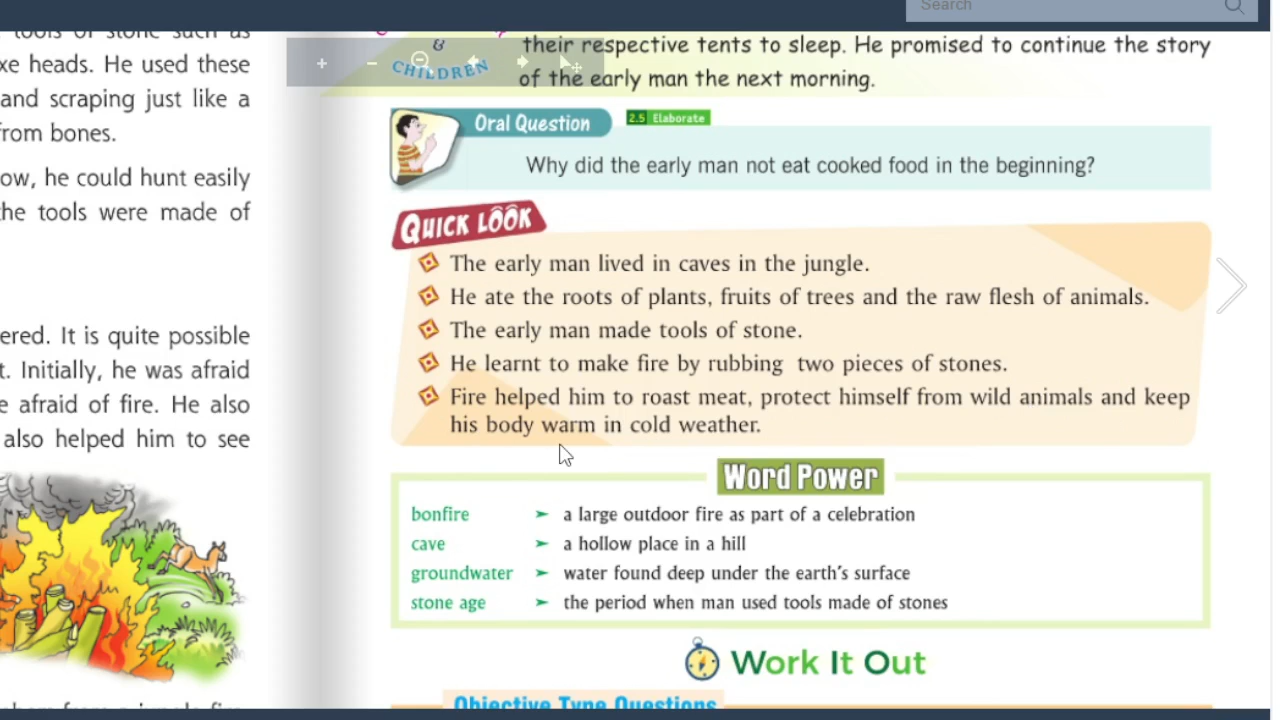 Search
tools of stone such as
xe heads. He used these
and scraping just like a
from bones.
ow, he could hunt easily
the tools were made of
ered. It is quite possible
t. Initially, he was afraid
e afraid of fire. He also
also helped him to see
&
CHILDREN
their respective tents to sleep. He promised to continue the story
of the early man the next morning.
Oral Question
2.5 Elaborate
Why did the early man not eat cooked food in the beginning?
QUICK LOOK
The early man lived in caves in the jungle.
He ate the roots of plants, fruits of trees and the raw flesh of animals.
The early man made tools of stone.
He learnt to make fire by rubbing two pieces of stones.
Fire helped him to roast meat, protect himself from wild animals and keep
his body warm in cold weather.
Word Power
bonfire ➤ a large outdoor fire as part of a celebration
cave ➤ a hollow place in a hill
groundwater ➤ water found deep under the earth's surface
stone age ➤ the period when man used tools made of stones
Work It Out
Objective Type Questions